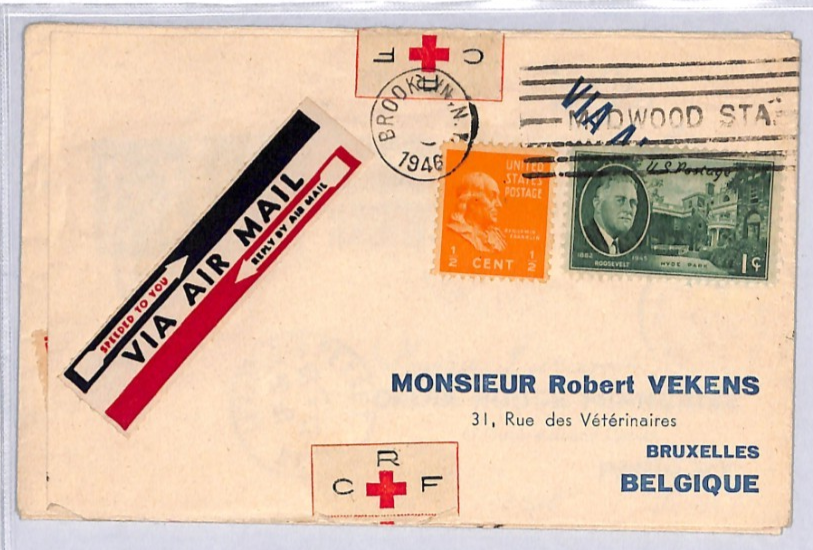 C R F
BROOKLYN, N.Y.
1946
VIA AI
MIDWOOD STA
U.S. Postage
UNITED
STATES
POSTAGE
BENJAMIN
FRANKLIN
1/2 CENT 1/2
1882 1945
ROOSEVELT
HYDE PARK
1¢
SPEEDED TO YOU
VIA AIR MAIL
REPLY BY AIR MAIL
MONSIEUR Robert VEKENS
31, Rue des Vétérinaires
BRUXELLES
BELGIQUE
C R F